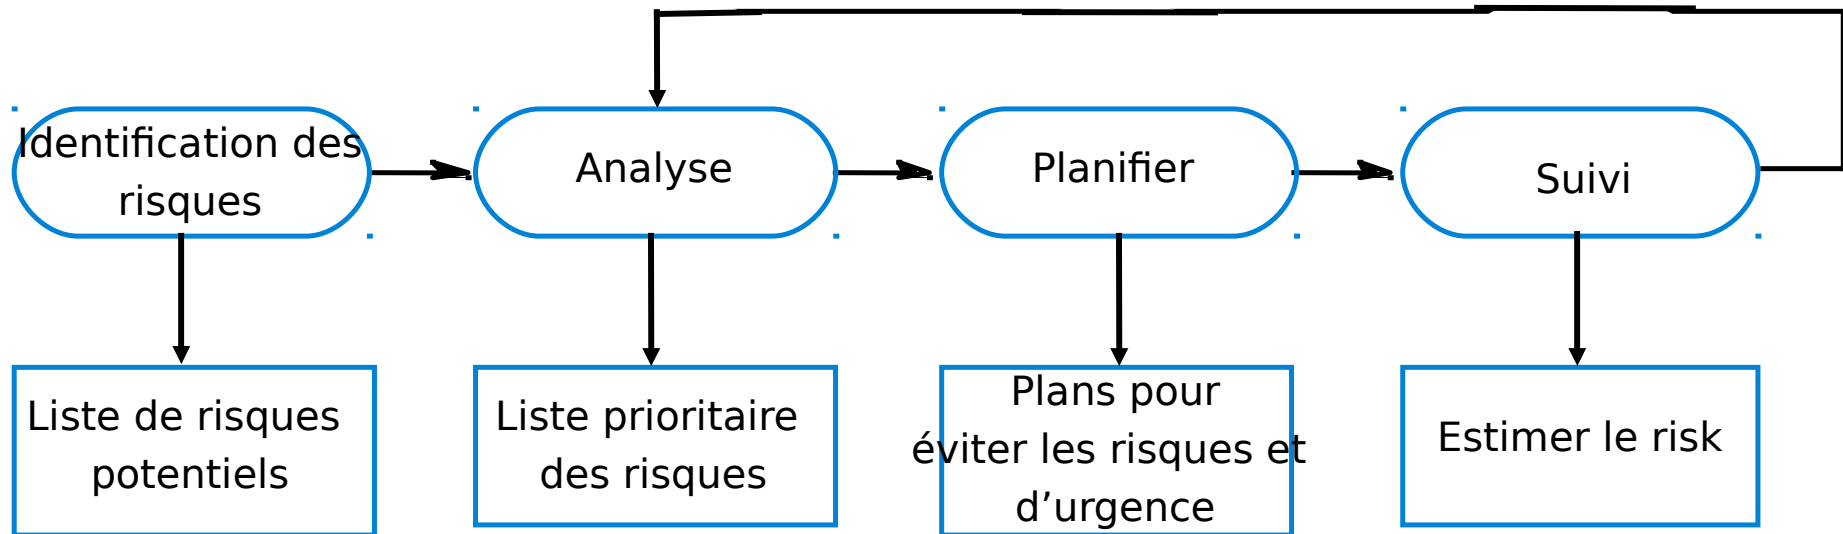 Identification des
risques
Analyse
Planifier
Suivi
Liste de risques
potentiels
Liste prioritaire
des risques
Plans pour
éviter les risques et
d’urgence
Estimer le risk